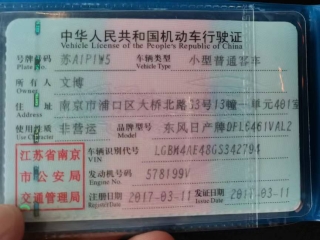 中华人民共和国机动车行驶证
Vehicle License of the People's Republic of China
号牌号码 苏A1P1W5 车辆类型 小型普通客车
Plate No. Vehicle Type
所有人 文博
Owner
住址 南京市浦口区大桥北路73号13幢一单元401室
Address
使用性质 非营运 品牌型号 东风日产牌DFL6461VAL2
Use Character Model
江苏省南京市公安局交通管理局
车辆识别代号 LGBM4AE48GS342794
VIN
发动机号码 578199V
Engine No.
注册日期 2017-03-11 发证日期 2017-03-11
Register Date Issue Date